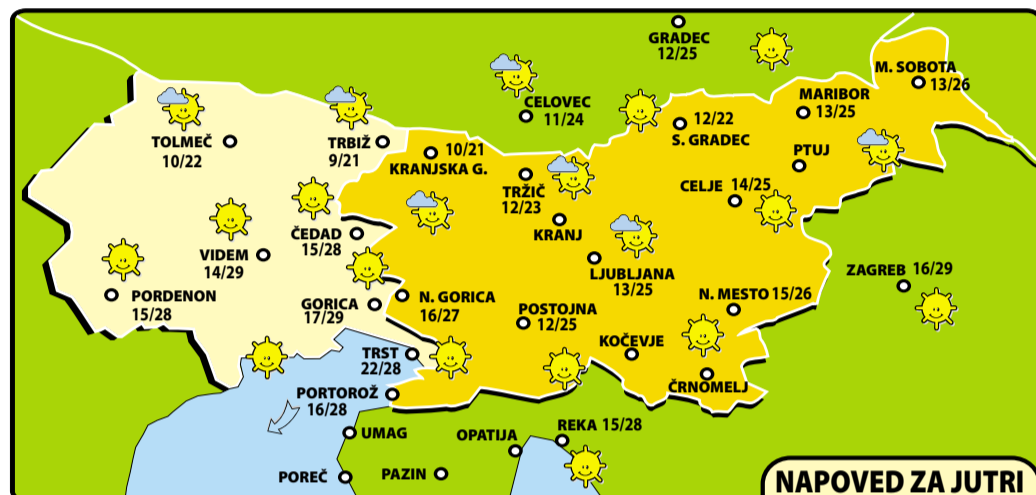 GRADEC
12/25
M. SOBOTA
13/26
CELOVEC
11/24
MARIBOR
13/25
TOLMEČ
10/22
TRBIŽ
9/21
10/21
KRANJSKA G.
12/22
S. GRADEC
PTUJ
TRŽIČ
12/23
CELJE 14/25
KRANJ
ČEDAD
15/28
VIDEM
14/29
LJUBLJANA
13/25
ZAGREB 16/29
PORDENON
15/28
GORICA
17/29
N. GORICA
16/27
POSTOJNA
12/25
N. MESTO 15/26
KOČEVJE
TRST
22/28
ČRNOMELJ
PORTOROŽ
16/28
UMAG
OPATIJA
REKA 15/28
POREČ
PAZIN
NAPOVED ZA JUTRI